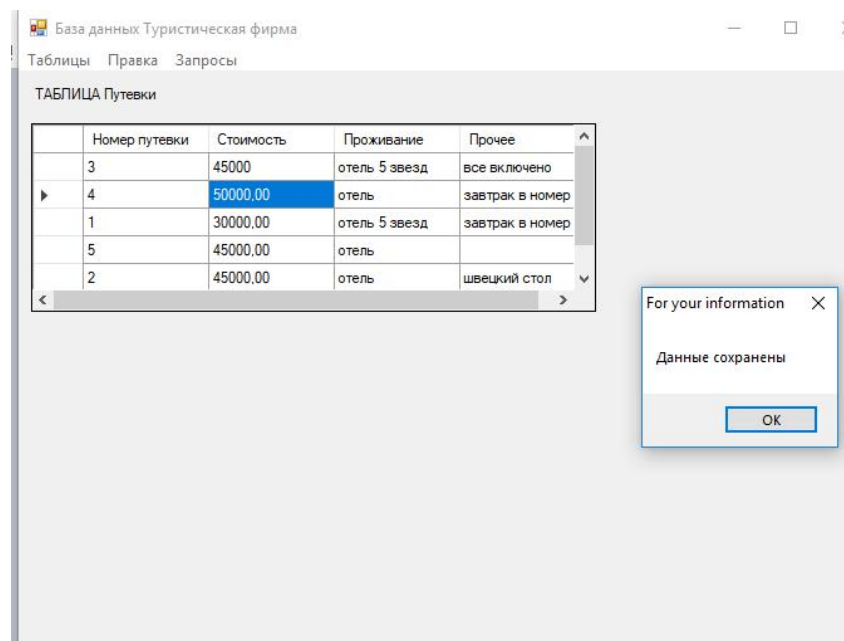 База данных Туристическая фирма
Таблицы Правка Запросы
ТАБЛИЦА Путевки
Номер путевки Стоимость Проживание Прочее
3 45000 отель 5 звезд все включено
4 50000,00 отель завтрак в номер
1 30000,00 отель 5 звезд завтрак в номер
5 45000,00 отель
2 45000,00 отель швецкий стол
For your information
Данные сохранены
OK